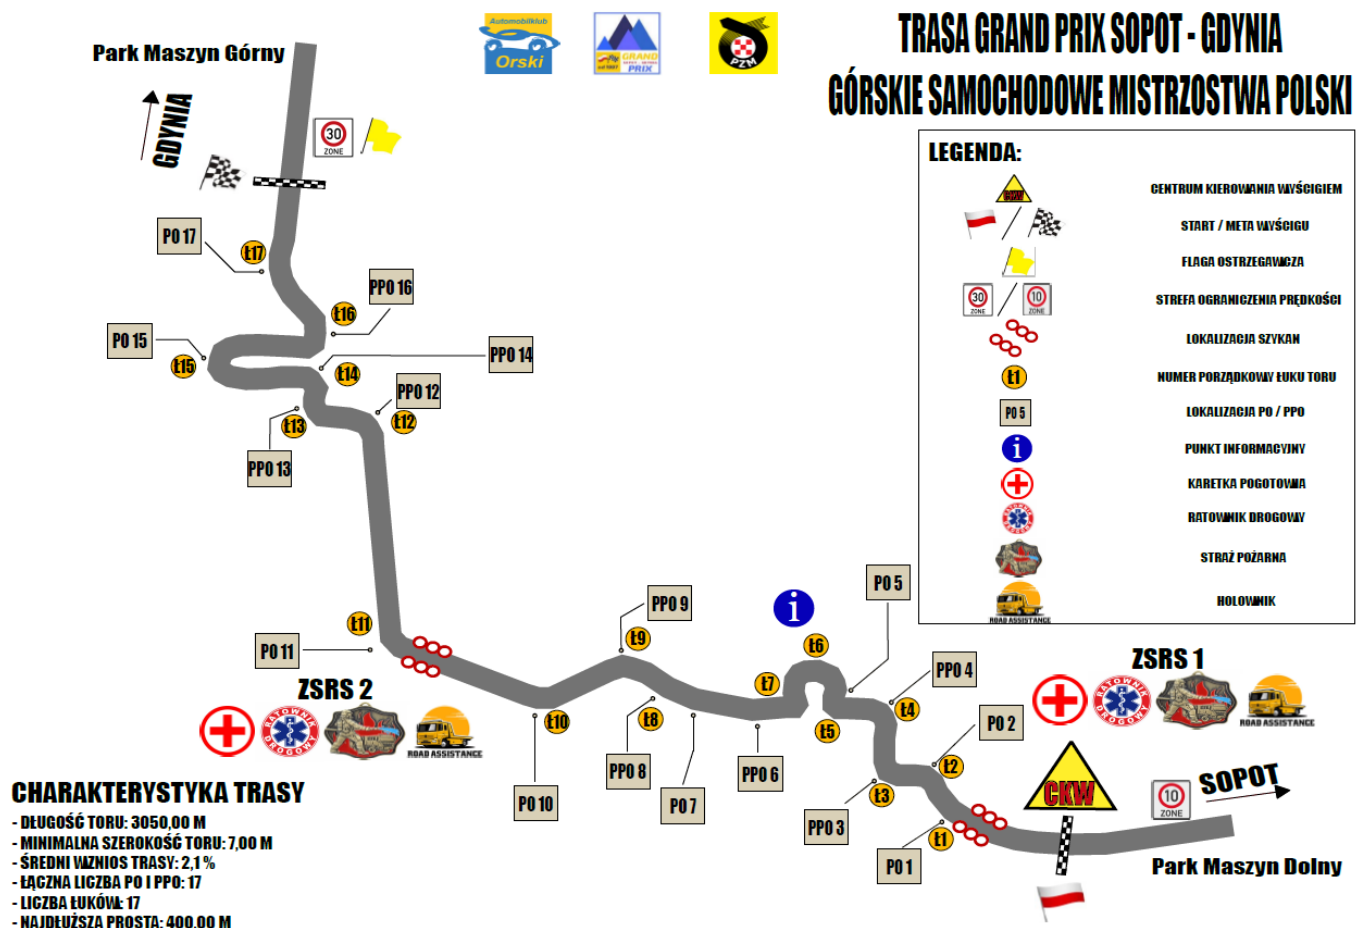 Automobilklub
Orski
GRAND
SOPOT - GDYNIA
PRIX
PZM
TRASA GRAND PRIX SOPOT - GDYNIA
GÓRSKIE SAMOCHODOWE MISTRZOSTWA POLSKI
Park Maszyn Górny
GDYNIA
30
ZONE
LEGENDA:
CKW
CENTRUM KIEROWANIA WYŚCIGIEM
START / META WYŚCIGU
FLAGA OSTRZEGAWCZA
30
ZONE
10
ZONE
STREFA OGRANICZENIA PRĘDKOŚCI
LOKALIZACJA SZYKAN
Ł1
NUMER PORZĄDKOWY ŁUKU TORU
PO 5
LOKALIZACJA PO / PPO
i
PUNKT INFORMACYJNY
KARETKA POGOTOWIA
RATOWNIK
DROGOWY
RATOWNIK DROGOWY
STRAŻ POŻARNA
ROAD ASSISTANCE
HOLOWNIK
PO 17
Ł17
PPO 16
Ł16
PO 15
Ł15
PPO 14
Ł14
PPO 12
Ł12
Ł13
PPO 13
Ł11
PO 11
PPO 9
Ł9
i
PO 5
Ł6
Ł7
PPO 4
Ł4
Ł5
Ł8
Ł10
PO 2
Ł2
PPO 8
PPO 6
PO 10
PO 7
Ł3
PPO 3
Ł1
PO 1
ZSRS 2
RATOWNIK
DROGOWY
ROAD ASSISTANCE
ZSRS 1
RATOWNIK
DROGOWY
ROAD ASSISTANCE
CKW
10
ZONE
SOPOT
Park Maszyn Dolny
CHARAKTERYSTYKA TRASY
- DŁUGOŚĆ TORU: 3050,00 M
- MINIMALNA SZEROKOŚĆ TORU: 7,00 M
- ŚREDNI WZNIOS TRASY: 2,1 %
- ŁĄCZNA LICZBA PO I PPO: 17
- LICZBA ŁUKÓW: 17
- NAJDŁUŻSZA PROSTA: 400,00 M